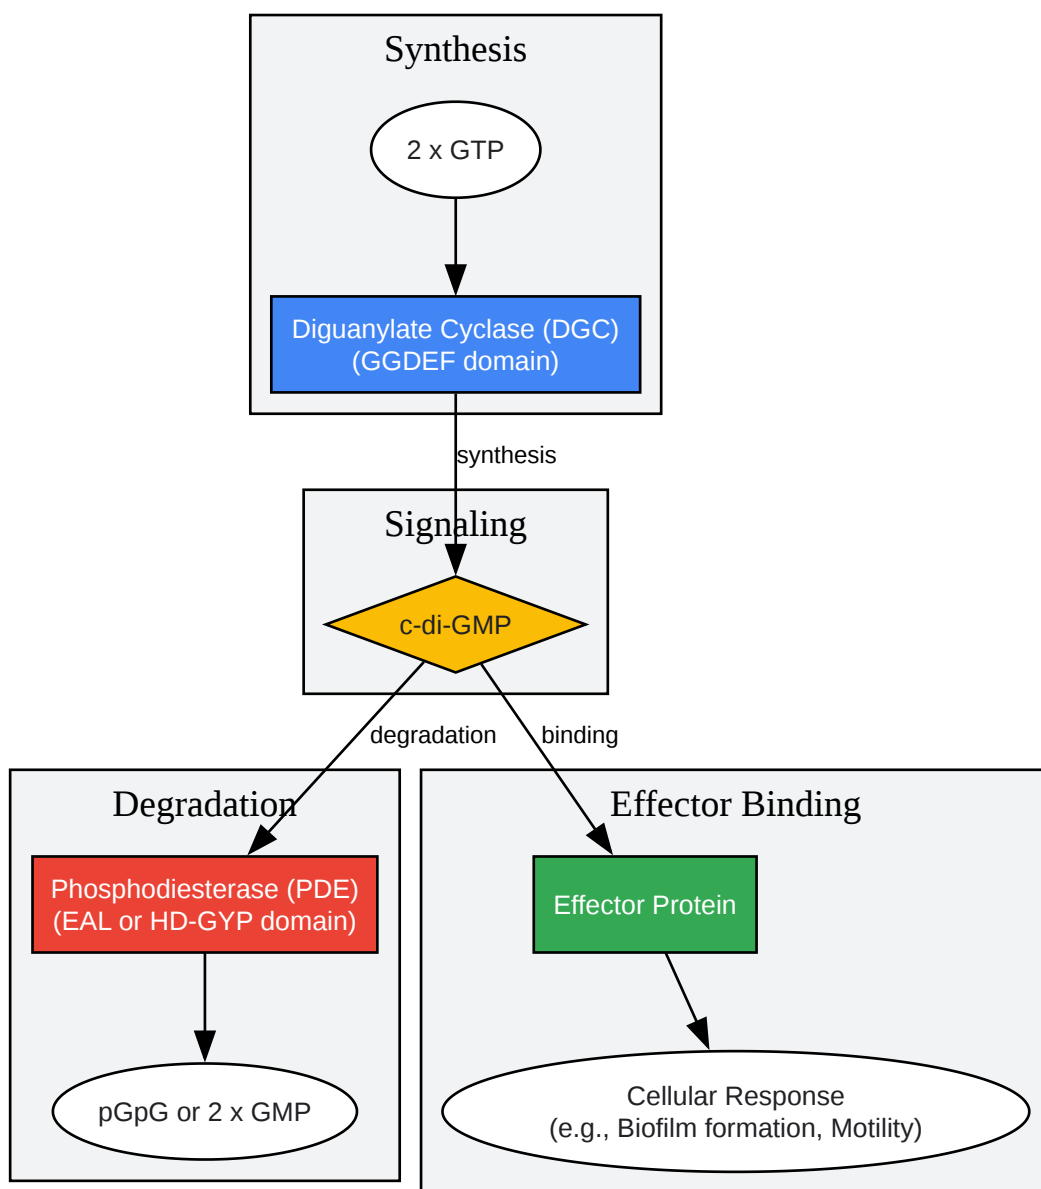 Synthesis
2 x GTP
Diguanylate Cyclase (DGC)
(GGDEF domain)
synthesis
Signaling
c-di-GMP
degradation
binding
Degradation
Phosphodiesterase (PDE)
(EAL or HD-GYP domain)
pGpG or 2 x GMP
Effector Binding
Effector Protein
Cellular Response
(e.g., Biofilm formation, Motility)